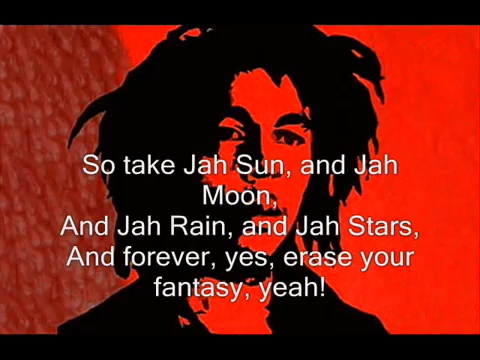 So take Jah Sun, and Jah
Moon,
And Jah Rain, and Jah Stars,
And forever, yes, erase your
fantasy, yeah!